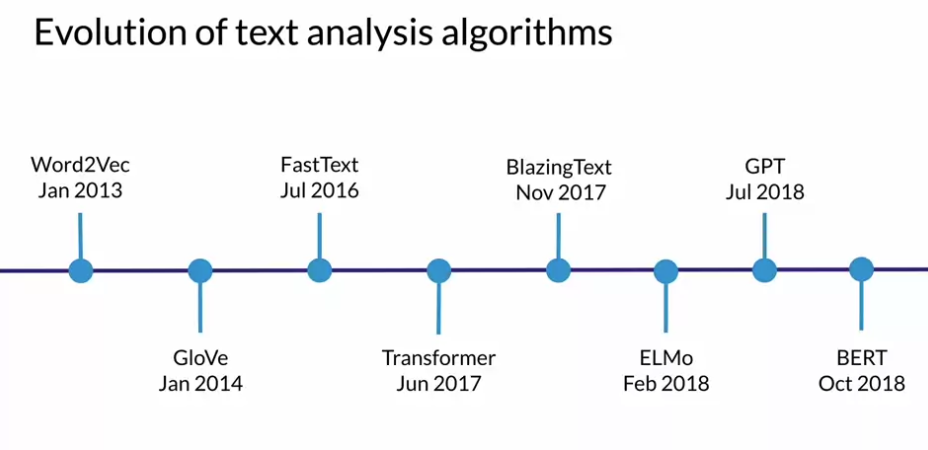 Evolution of text analysis algorithms
Word2Vec
Jan 2013
GloVe
Jan 2014
FastText
Jul 2016
Transformer
Jun 2017
BlazingText
Nov 2017
ELMo
Feb 2018
GPT
Jul 2018
BERT
Oct 2018